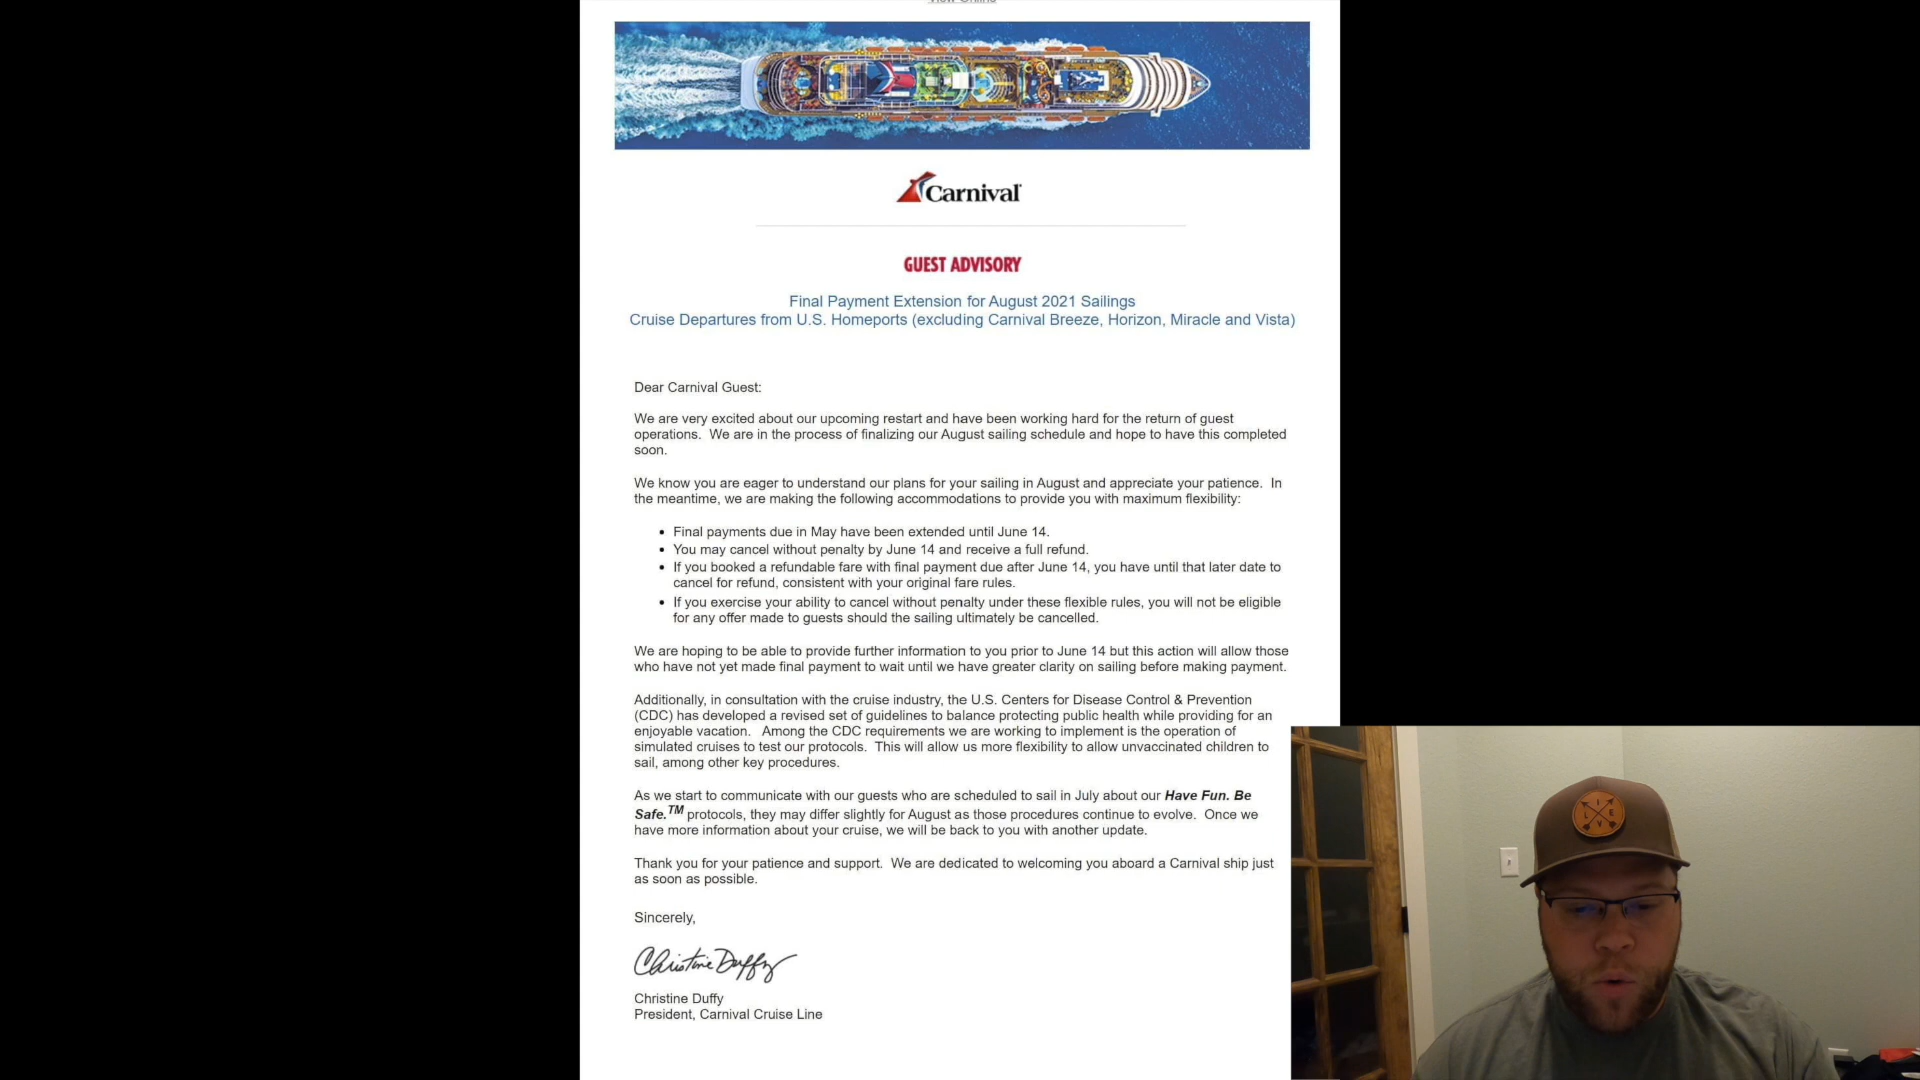 View Online
Carnival
GUEST ADVISORY
Final Payment Extension for August 2021 Sailings
Cruise Departures from U.S. Homeports (excluding Carnival Breeze, Horizon, Miracle and Vista)
Dear Carnival Guest:
We are very excited about our upcoming restart and have been working hard for the return of guest
operations.  We are in the process of finalizing our August sailing schedule and hope to have this completed
soon.
We know you are eager to understand our plans for your sailing in August and appreciate your patience.  In
the meantime, we are making the following accommodations to provide you with maximum flexibility:
• Final payments due in May have been extended until June 14.
• You may cancel without penalty by June 14 and receive a full refund.
• If you booked a refundable fare with final payment due after June 14, you have until that later date to
cancel for refund, consistent with your original fare rules.
• If you exercise your ability to cancel without penalty under these flexible rules, you will not be eligible
for any offer made to guests should the sailing ultimately be cancelled.
We are hoping to be able to provide further information to you prior to June 14 but this action will allow those
who have not yet made final payment to wait until we have greater clarity on sailing before making payment.
Additionally, in consultation with the cruise industry, the U.S. Centers for Disease Control & Prevention
(CDC) has developed a revised set of guidelines to balance protecting public health while providing for an
enjoyable vacation.   Among the CDC requirements we are working to implement is the operation of
simulated cruises to test our protocols.  This will allow us more flexibility to allow unvaccinated children to
sail, among other key procedures.
As we start to communicate with our guests who are scheduled to sail in July about our Have Fun. Be
Safe.TM protocols, they may differ slightly for August as those procedures continue to evolve.  Once we
have more information about your cruise, we will be back to you with another update.
Thank you for your patience and support.  We are dedicated to welcoming you aboard a Carnival ship just
as soon as possible.
Sincerely,
Christine Duffy
Christine Duffy
President, Carnival Cruise Line
LIVE